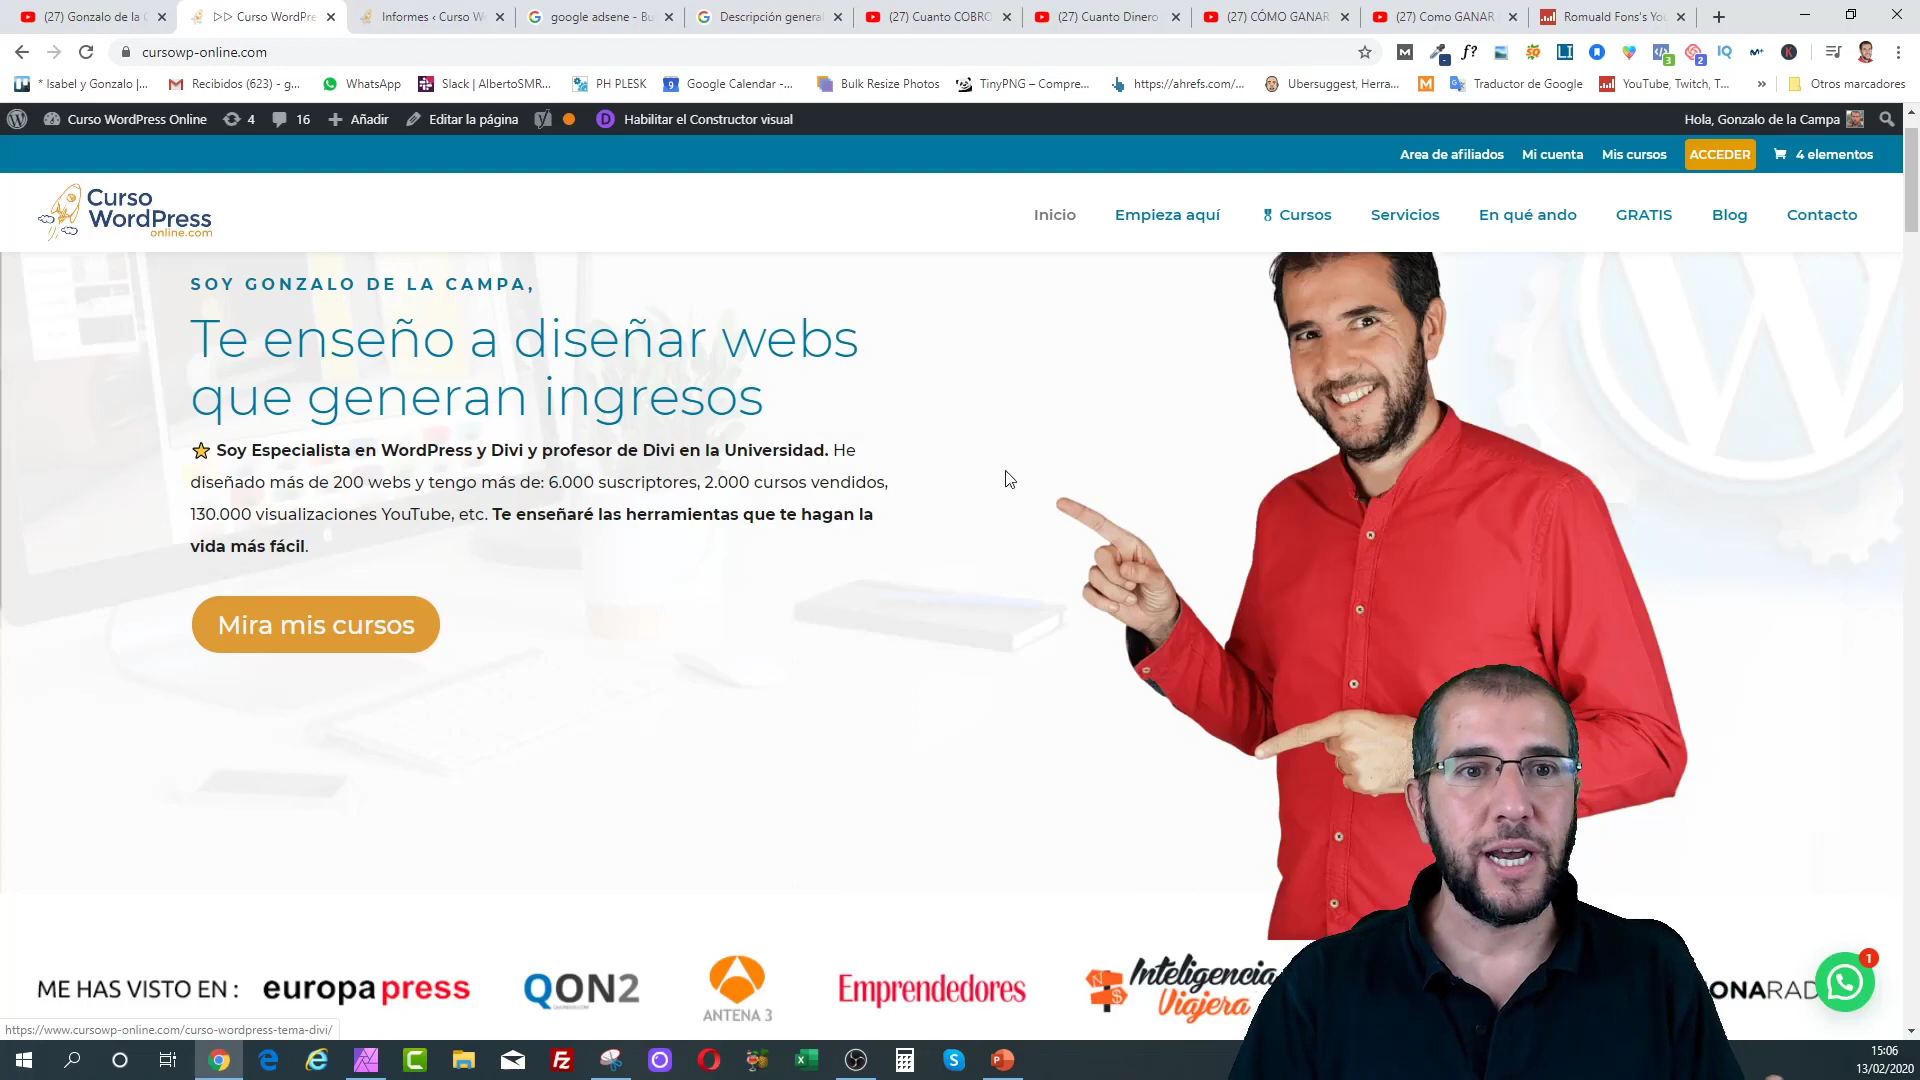 (27) Gonzalo de la C
▷▷ Curso WordPre
Informes ‹ Curso W
google adsene - Bu
Descripción general
(27) Cuanto COBRO
(27) Cuanto Dinero
(27) CÓMO GANAR
(27) Como GANAR
Romuald Fons's You
cursowp-online.com
* Isabel y Gonzalo |...
Recibidos (623) - g...
WhatsApp
Slack | AlbertoSMR...
PH PLESK
Google Calendar -...
Bulk Resize Photos
TinyPNG – Compre...
https://ahrefs.com/...
Ubersuggest, Herra...
Traductor de Google
YouTube, Twitch, T...
»
Otros marcadores
Curso WordPress Online
4
16
Añadir
Editar la página
Habilitar el Constructor visual
Hola, Gonzalo de la Campa
Area de afiliados
Mi cuenta
Mis cursos
ACCEDER
4 elementos
Curso
WordPress
online.com
Inicio
Empieza aquí
Cursos
Servicios
En qué ando
GRATIS
Blog
Contacto
SOY GONZALO DE LA CAMPA,
Te enseño a diseñar webs
que generan ingresos
Soy Especialista en WordPress y Divi y profesor de Divi en la Universidad. He
diseñado más de 200 webs y tengo más de: 6.000 suscriptores, 2.000 cursos vendidos,
130.000 visualizaciones YouTube, etc. Te enseñaré las herramientas que te hagan la
vida más fácil.
Mira mis cursos
ME HAS VISTO EN :
europa press
QON2
ANTENA 3
Emprendedores
Inteligencia
Viajera
ONARAD
1
https://www.cursowp-online.com/curso-wordpress-tema-divi/
15:06
13/02/2020